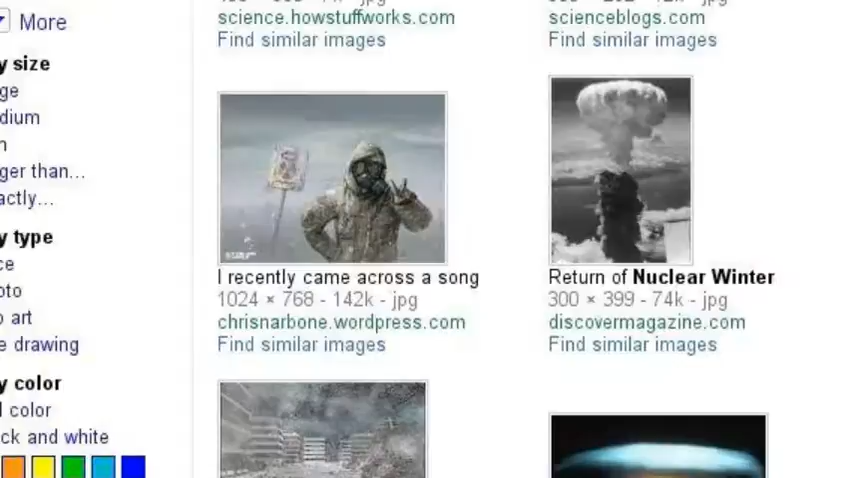 More
y size
ge
dium
n
ger than...
actly...
y type
ce
oto
o art
e drawing
y color
l color
ck and white
science.howstuffworks.com
Find similar images
scienceblogs.com
Find similar images
I recently came across a song
1024 × 768 - 142k - jpg
chrisnarbone.wordpress.com
Find similar images
Return of Nuclear Winter
300 × 399 - 74k - jpg
discovermagazine.com
Find similar images